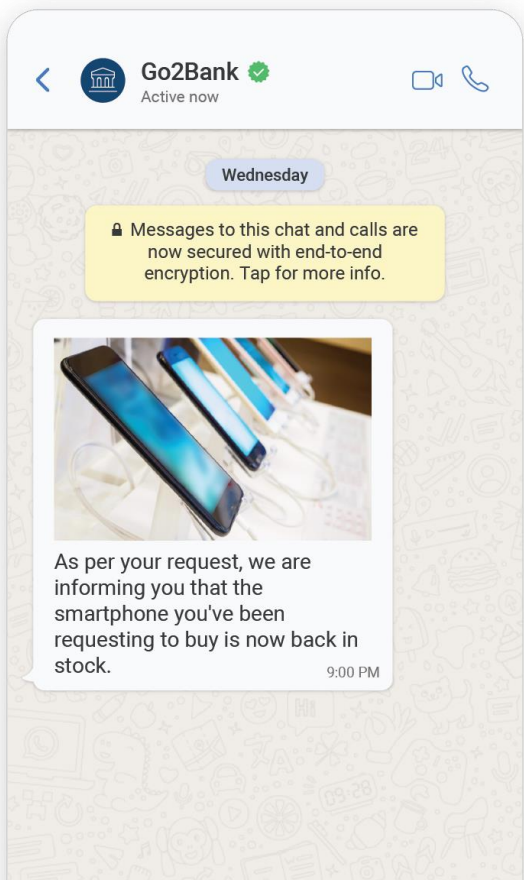 Go2Bank
Active now
Wednesday
Messages to this chat and calls are
now secured with end-to-end
encryption. Tap for more info.
As per your request, we are
informing you that the
smartphone you've been
requesting to buy is now back in
stock.
9:00 PM